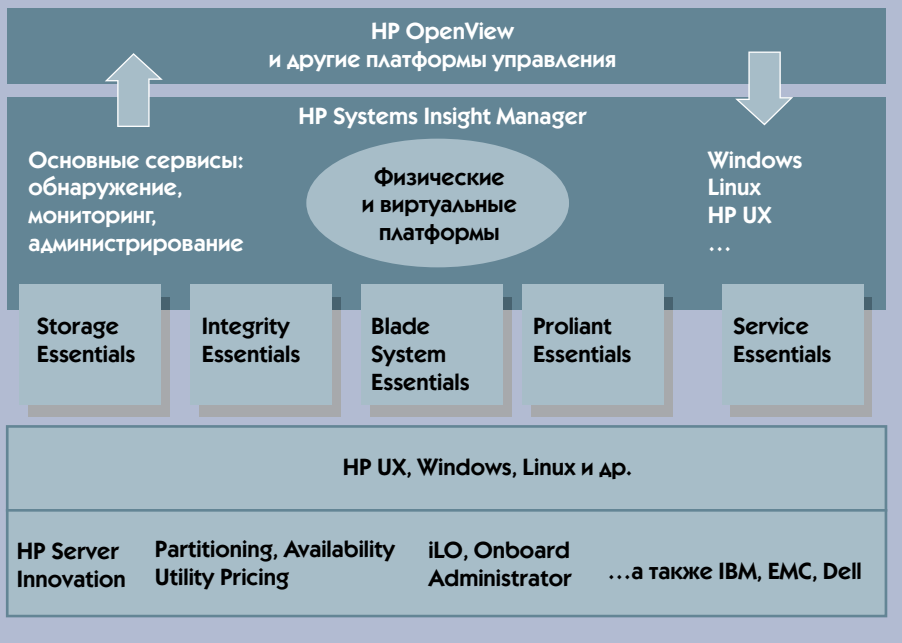 HP OpenView
и другие платформы управления
HP Systems Insight Manager
Основные сервисы:
обнаружение,
мониторинг,
администрирование
Физические
и виртуальные
платформы
Windows
Linux
HP UX
…
Storage
Essentials
Integrity
Essentials
Blade
System
Essentials
Proliant
Essentials
Service
Essentials
HP UX, Windows, Linux и др.
HP Server
Innovation
Partitioning, Availability
Utility Pricing
iLO, Onboard
Administrator
…а также IBM, EMC, Dell